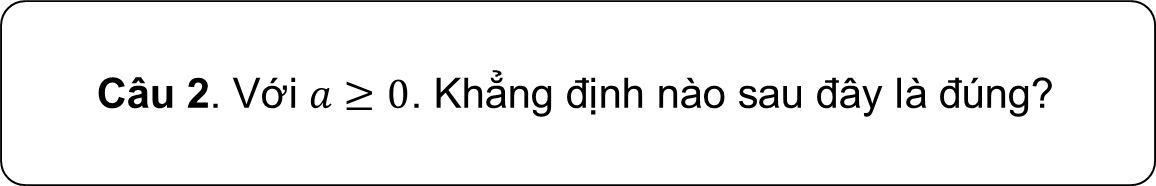 Câu 2. Với a ≥ 0. Khẳng định nào sau đây là đúng?